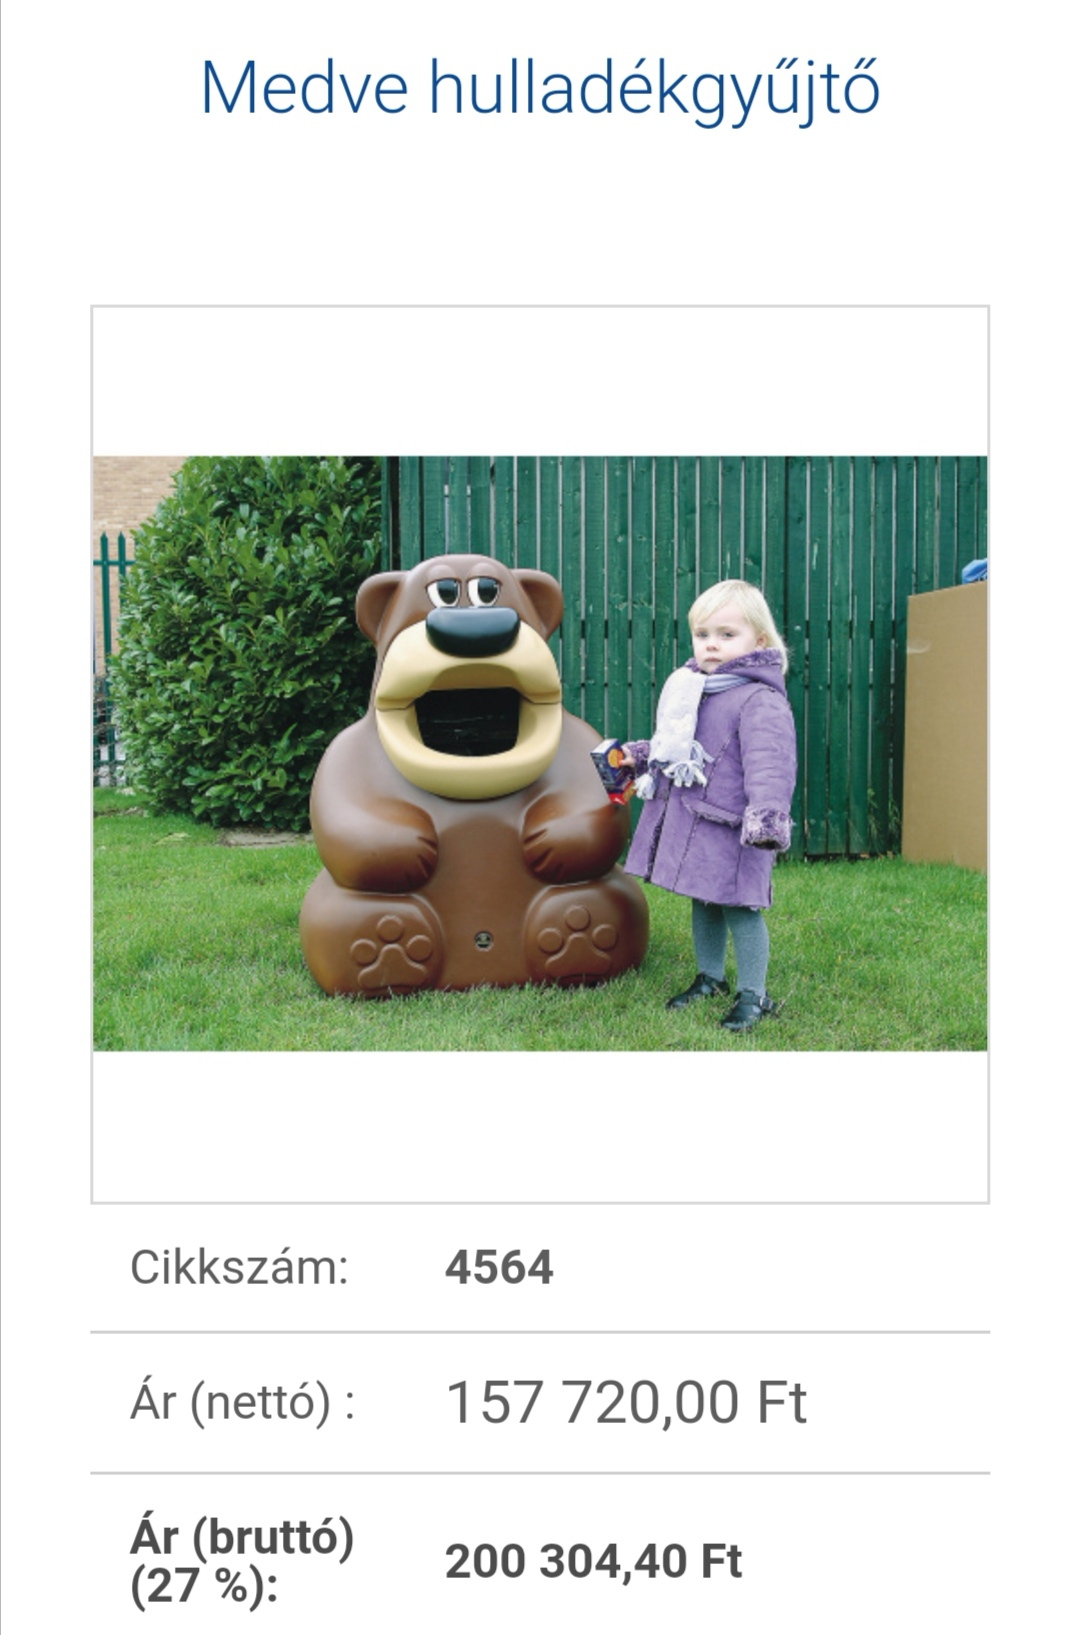 Medve hulladékgyűjtő
Cikkszám: 4564
Ár (nettó) : 157 720,00 Ft
Ár (bruttó)
(27 %): 200 304,40 Ft